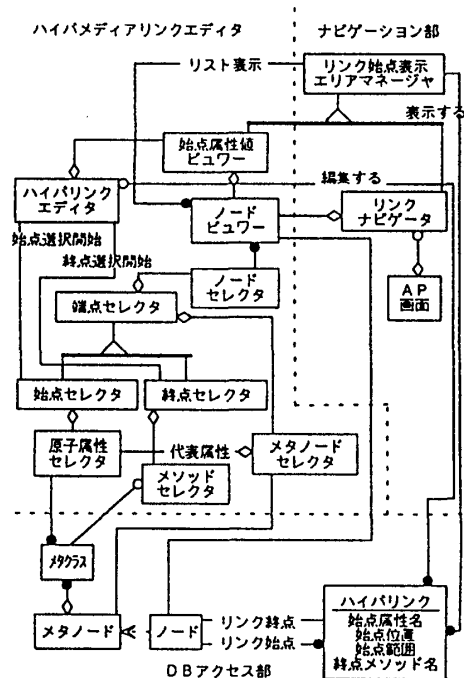 ハイパメディアリンクエディタ
ナビゲーション部
リスト表示
リンク始点表示
エリアマネージャ
表示する
始点属性値
ビュワー
編集する
ハイパリンク
エディタ
ノード
ビュワー
リンク
ナビゲータ
始点選択開始
終点選択開始
ノード
セレクタ
AP
画面
端点セレクタ
始点セレクタ
終点セレクタ
原子属性
セレクタ
代表属性
メタノード
セレクタ
メソッド
セレクタ
メタクラス
メタノード
ノード
リンク終点
リンク始点
ハイパリンク
始点属性名
始点位置
始点範囲
終点メソッド名
DBアクセス部